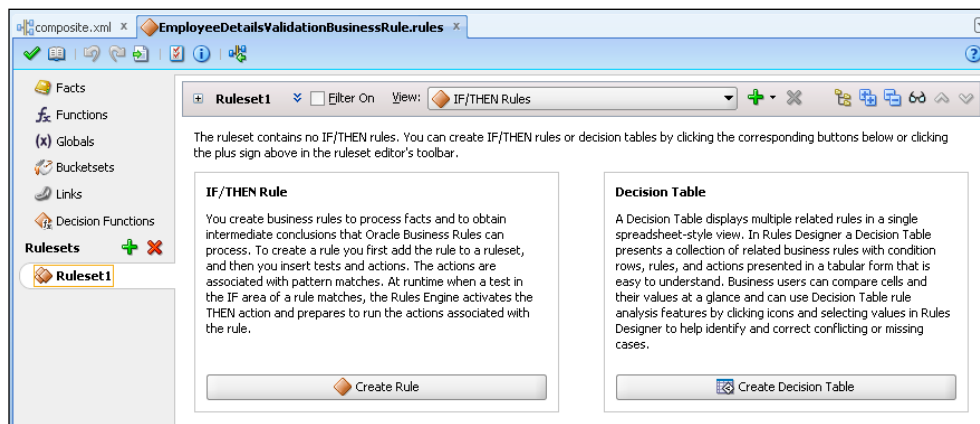 composite.xml x EmployeeDetailsValidationBusinessRule.rules x
Facts
Functions
(x) Globals
Bucketsets
Links
Decision Functions
Rulesets
Ruleset1
Ruleset1 Filter On View: IF/THEN Rules
The ruleset contains no IF/THEN rules. You can create IF/THEN rules or decision tables by clicking the corresponding buttons below or clicking
the plus sign above in the ruleset editor's toolbar.
IF/THEN Rule
You create business rules to process facts and to obtain
intermediate conclusions that Oracle Business Rules can
process. To create a rule you first add the rule to a ruleset,
and then you insert tests and actions. The actions are
associated with pattern matches. At runtime when a test in
the IF area of a rule matches, the Rules Engine activates the
THEN action and prepares to run the actions associated with
the rule.
Create Rule
Decision Table
A Decision Table displays multiple related rules in a single
spreadsheet-style view. In Rules Designer a Decision Table
presents a collection of related business rules with condition
rows, rules, and actions presented in a tabular form that is
easy to understand. Business users can compare cells and
their values at a glance and can use Decision Table rule
analysis features by clicking icons and selecting values in Rules
Designer to help identify and correct conflicting or missing
cases.
Create Decision Table